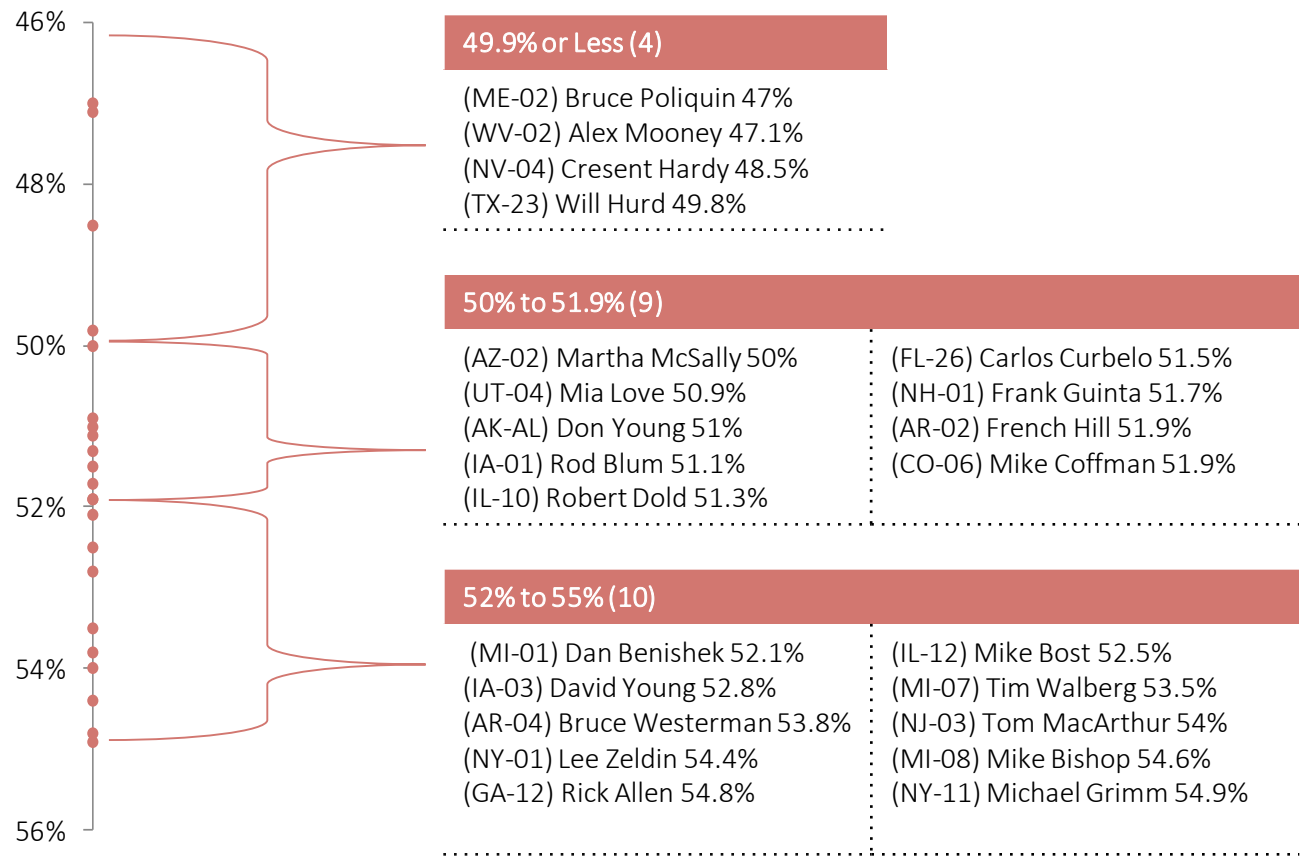 46%
48%
50%
52%
54%
56%
49.9% or Less (4)
(ME-02) Bruce Poliquin 47%
(WV-02) Alex Mooney 47.1%
(NV-04) Cresent Hardy 48.5%
(TX-23) Will Hurd 49.8%
50% to 51.9% (9)
(AZ-02) Martha McSally 50%
(UT-04) Mia Love 50.9%
(AK-AL) Don Young 51%
(IA-01) Rod Blum 51.1%
(IL-10) Robert Dold 51.3%
(FL-26) Carlos Curbelo 51.5%
(NH-01) Frank Guinta 51.7%
(AR-02) French Hill 51.9%
(CO-06) Mike Coffman 51.9%
52% to 55% (10)
(MI-01) Dan Benishek 52.1%
(IA-03) David Young 52.8%
(AR-04) Bruce Westerman 53.8%
(NY-01) Lee Zeldin 54.4%
(GA-12) Rick Allen 54.8%
(IL-12) Mike Bost 52.5%
(MI-07) Tim Walberg 53.5%
(NJ-03) Tom MacArthur 54%
(MI-08) Mike Bishop 54.6%
(NY-11) Michael Grimm 54.9%